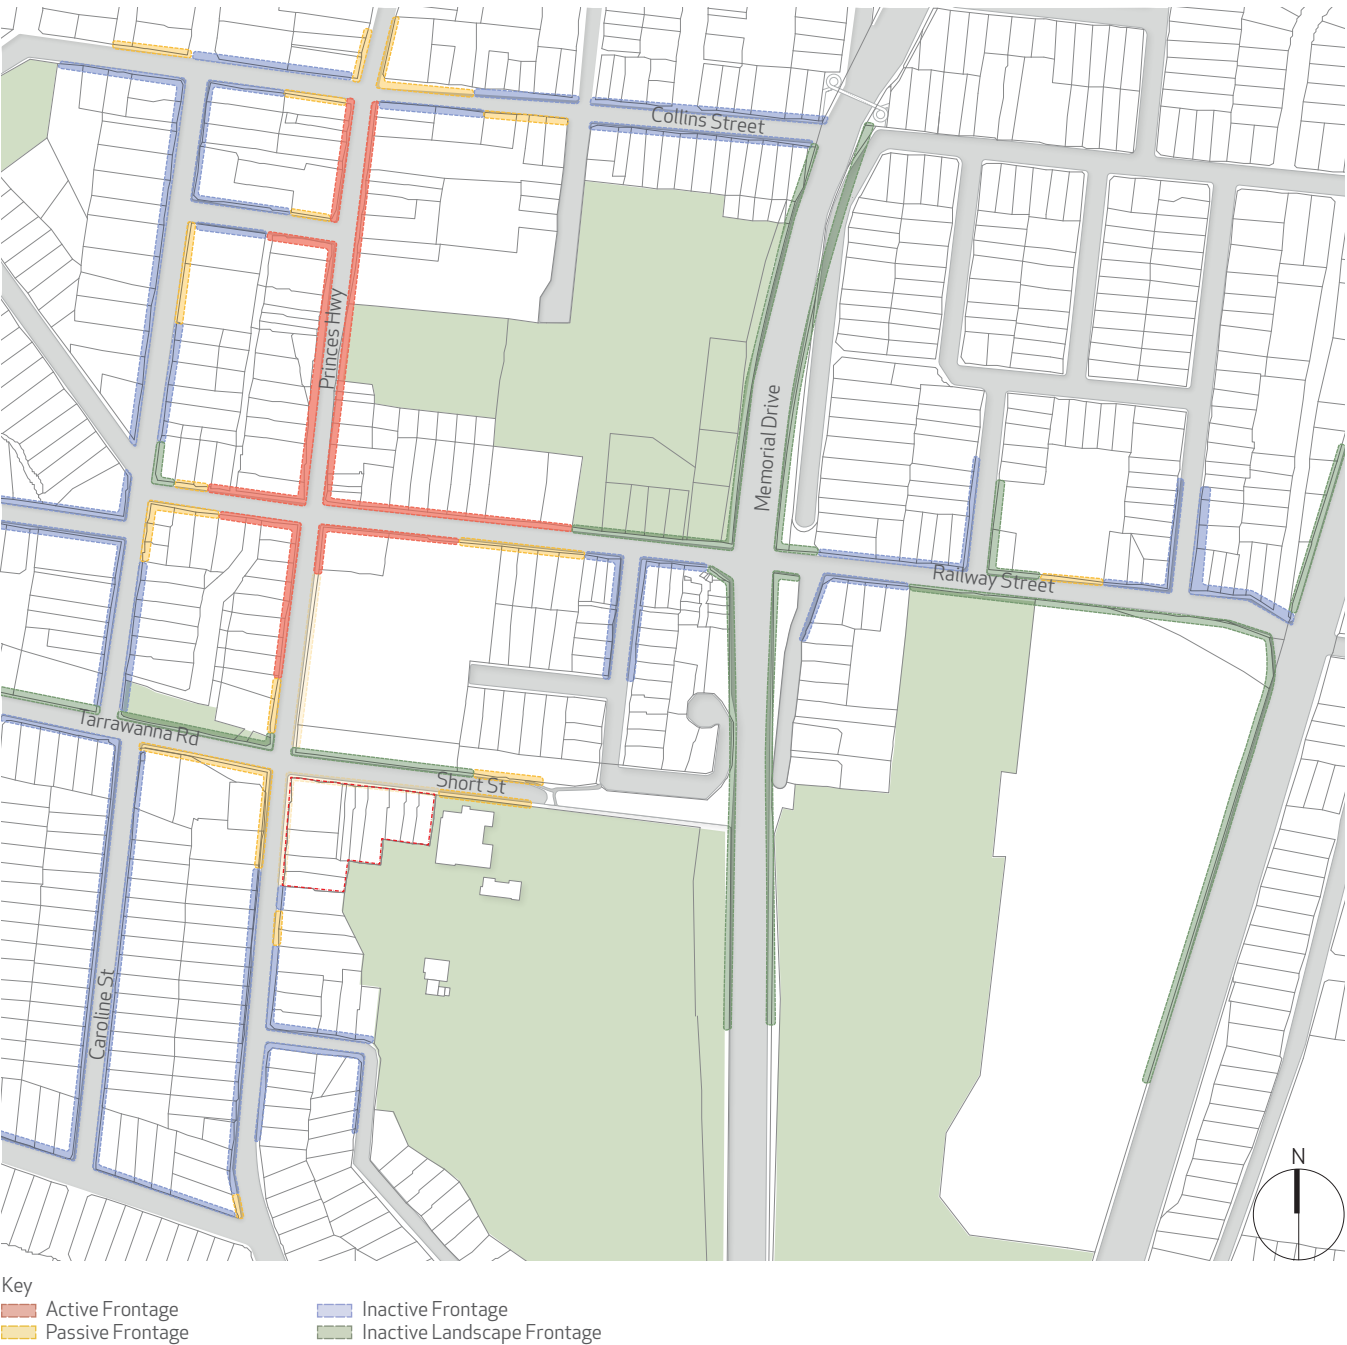 Collins Street
Princes Hwy
Memorial Drive
Railway Street
Tarrawanna Rd
Short St
Caroline St
N
Key
Active Frontage
Inactive Frontage
Passive Frontage
Inactive Landscape Frontage